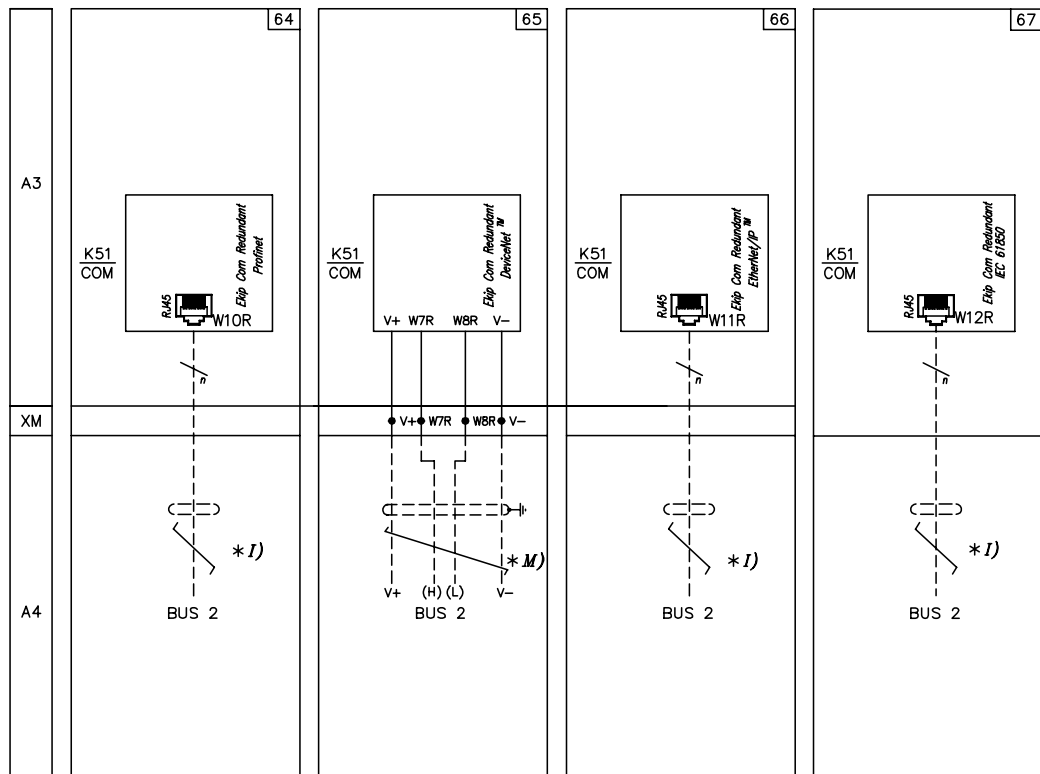 64
65
66
67
A3
K51
COM
Ekip Com Redundant
Profinet
RJ45
W10R
n
K51
COM
Ekip Com Redundant
DeviceNet™
V+ W7R W8R V-
K51
COM
Ekip Com Redundant
EtherNet/IP™
RJ45
W11R
n
K51
COM
Ekip Com Redundant
IEC 61850
RJ45
W12R
n
XM
V+ W7R W8R V-
A4
*I)
BUS 2
*M)
V+ (H) (L) V-
BUS 2
*I)
BUS 2
*I)
BUS 2